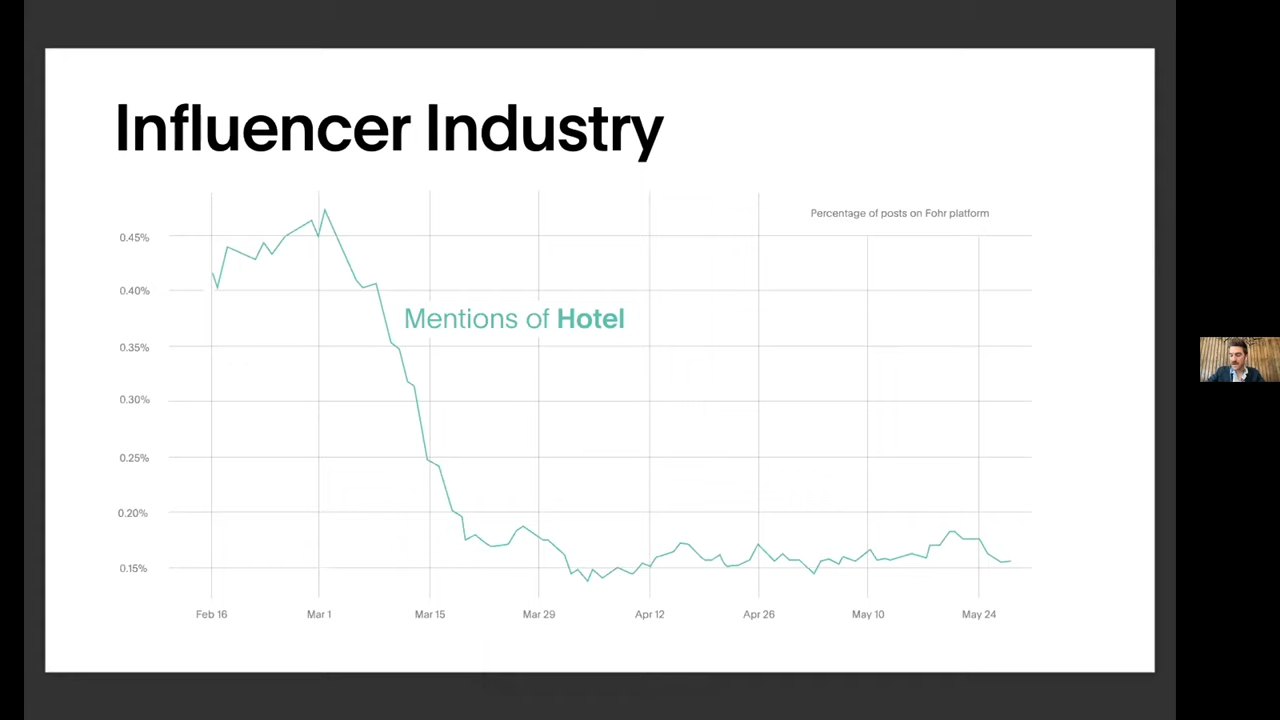 Influencer Industry
Percentage of posts on Fohr platform
0.45%
0.40%
Mentions of Hotel
0.35%
0.30%
0.25%
0.20%
0.15%
Feb 16 Mar 1 Mar 15 Mar 29 Apr 12 Apr 26 May 10 May 24